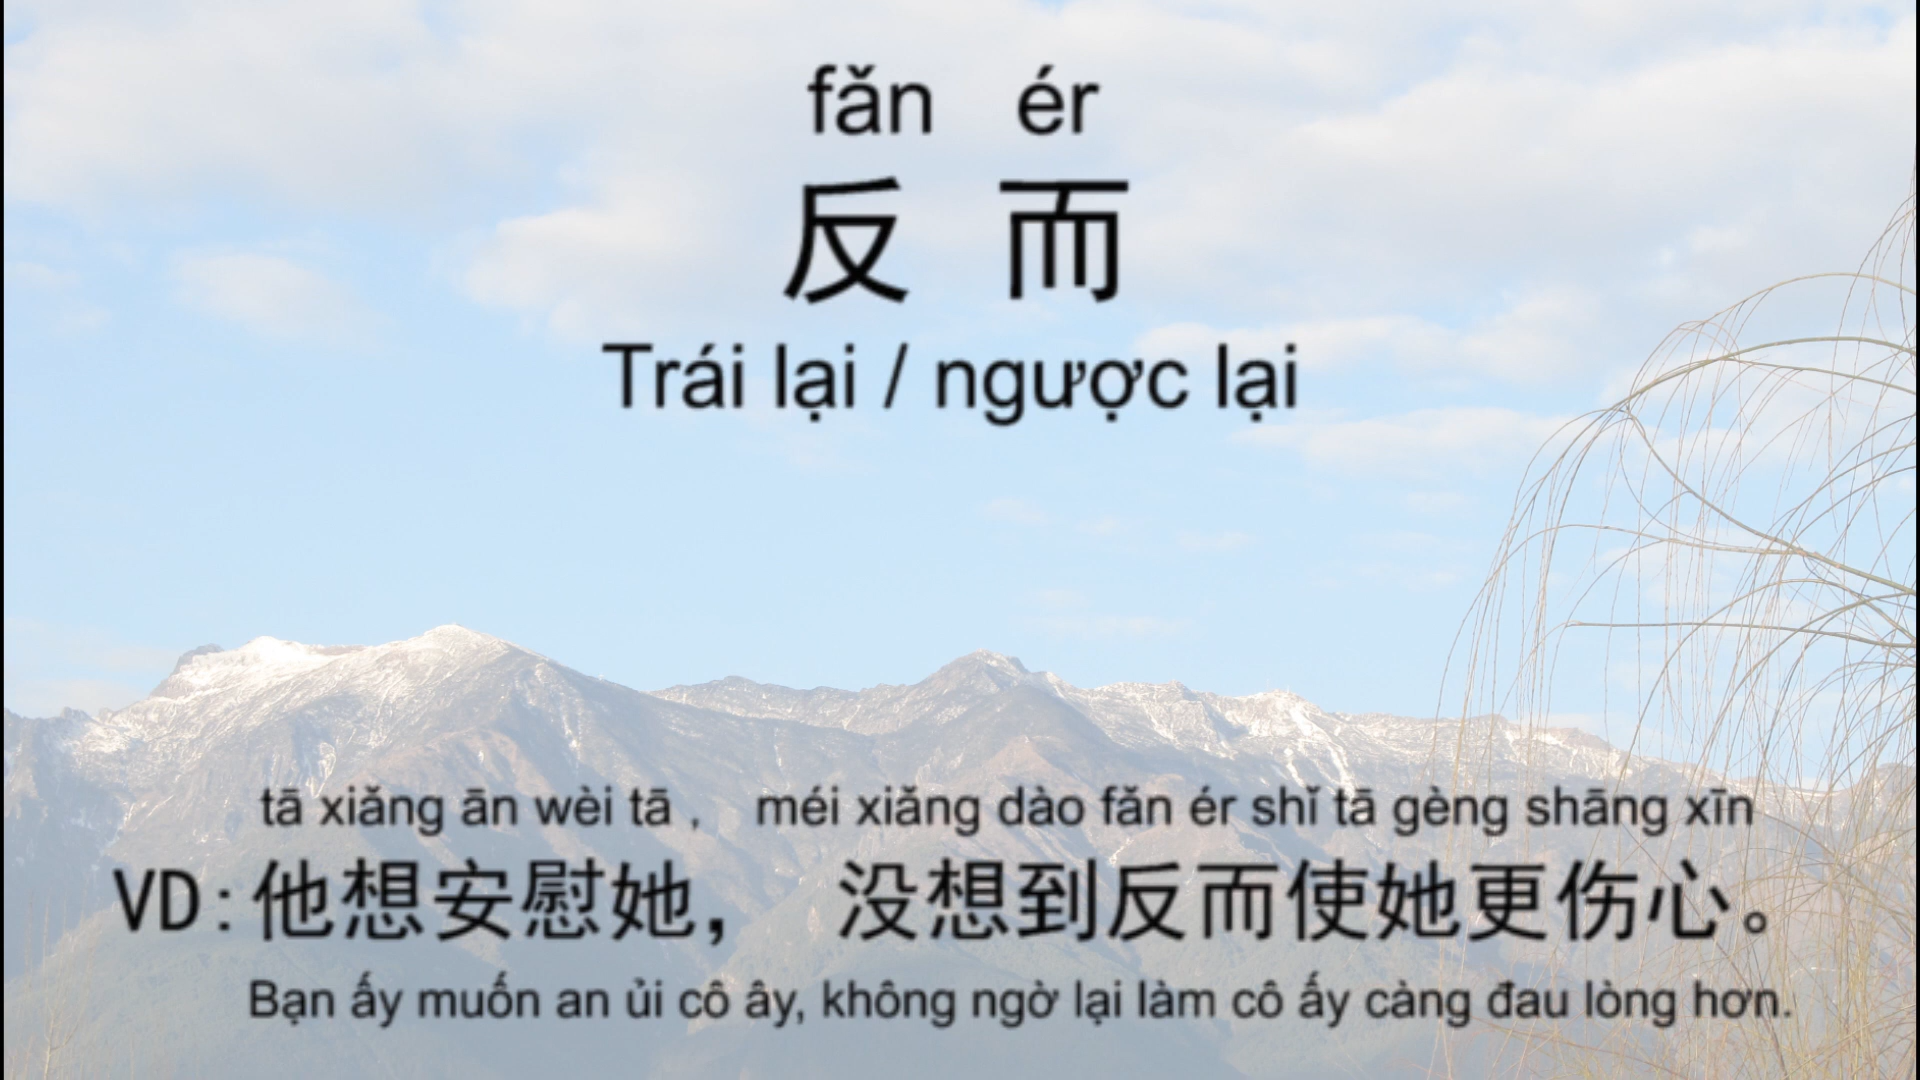 fǎn ér
反 而
Trái lại / ngược lại
tā xiǎng ān wèi tā , méi xiǎng dào fǎn ér shǐ tā gèng shāng xīn
VD:他想安慰她， 没想到反而使她更伤心。
Bạn ấy muốn an ủi cô ây, không ngờ lại làm cô ấy càng đau lòng hơn.